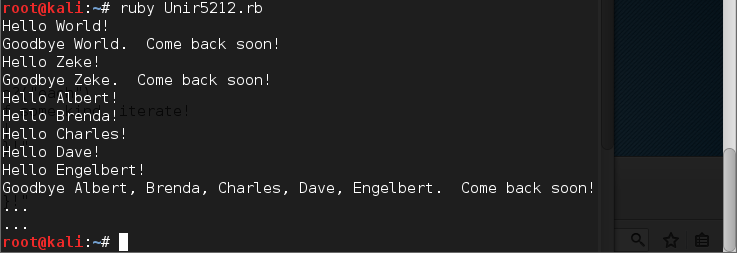 root@kali:~# ruby Unir5212.rb
Hello World!
Goodbye World.  Come back soon!
Hello Zeke!
Goodbye Zeke.  Come back soon!
Hello Albert!
Hello Brenda!
iterate!
Hello Charles!
Hello Dave!
Hello Engelbert!
Goodbye Albert, Brenda, Charles, Dave, Engelbert.  Come back soon!
...
...
root@kali:~#